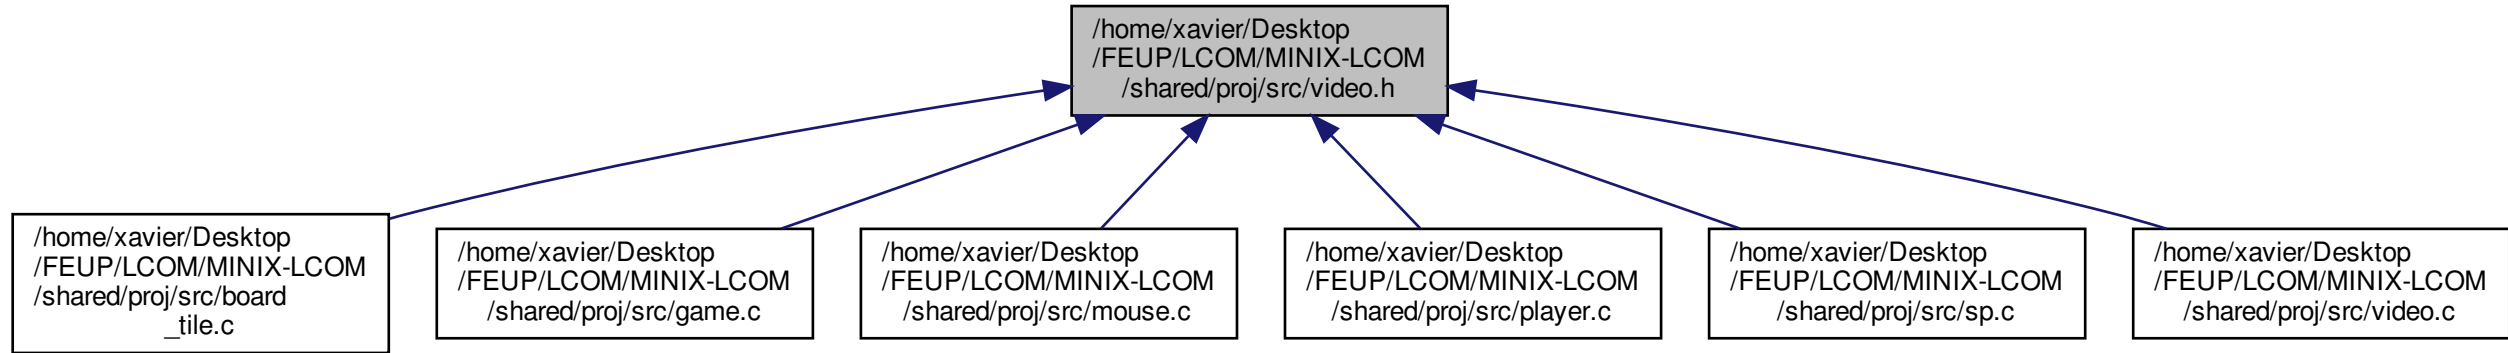 /home/xavier/Desktop
/FEUP/LCOM/MINIX-LCOM
/shared/proj/src/video.h
/home/xavier/Desktop
/FEUP/LCOM/MINIX-LCOM
/shared/proj/src/board
_tile.c
/home/xavier/Desktop
/FEUP/LCOM/MINIX-LCOM
/shared/proj/src/game.c
/home/xavier/Desktop
/FEUP/LCOM/MINIX-LCOM
/shared/proj/src/mouse.c
/home/xavier/Desktop
/FEUP/LCOM/MINIX-LCOM
/shared/proj/src/player.c
/home/xavier/Desktop
/FEUP/LCOM/MINIX-LCOM
/shared/proj/src/sp.c
/home/xavier/Desktop
/FEUP/LCOM/MINIX-LCOM
/shared/proj/src/video.c